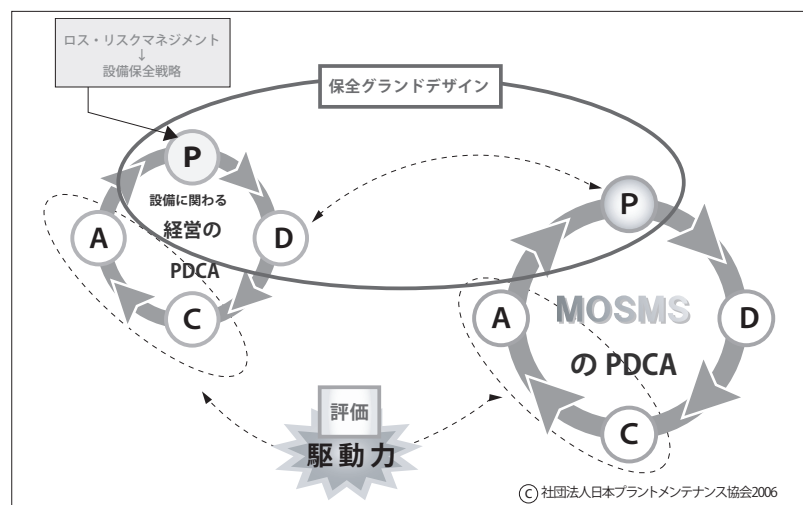 ロス・リスクマネジメント
↓
設備保全戦略
保全グランドデザイン
P
設備に関わる
経営の
PDCA
A
D
C
P
A
MOSMS
D
の PDCA
C
評価
駆動力
Ⓒ 社団法人日本プラントメンテナンス協会2006